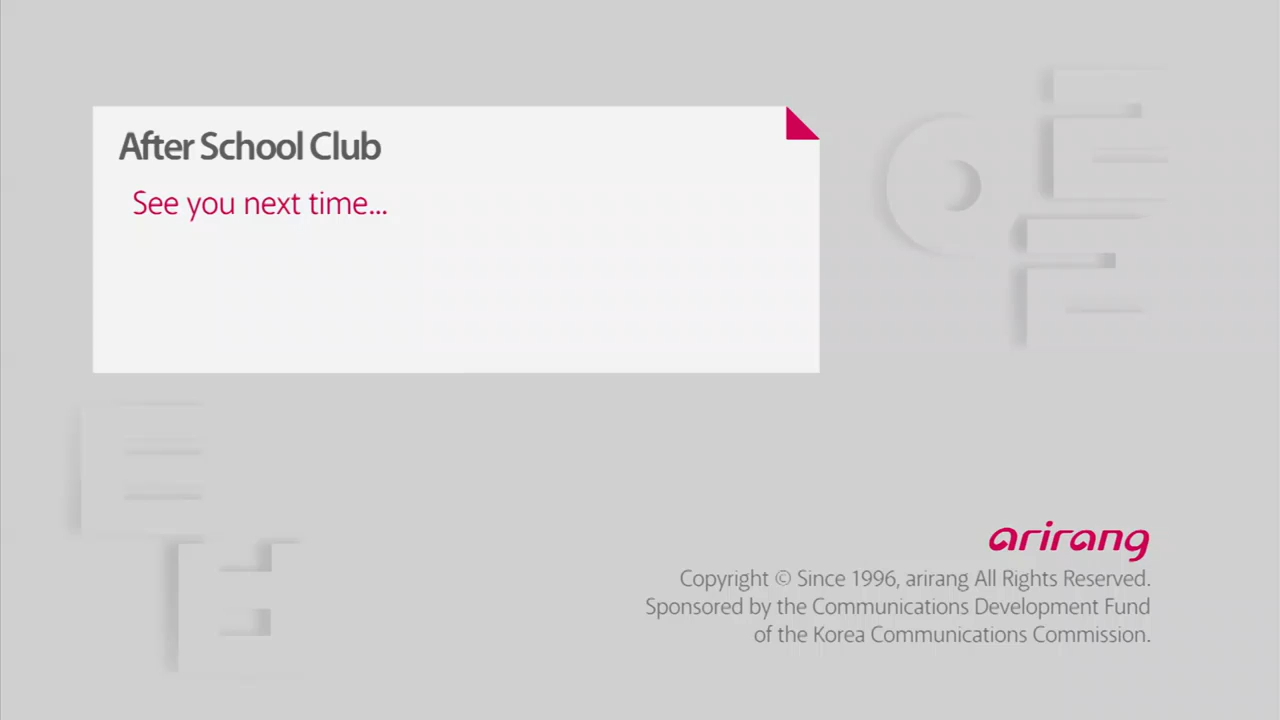 After School Club
See you next time...
arirang
Copyright © Since 1996, arirang All Rights Reserved.
Sponsored by the Communications Development Fund
of the Korea Communications Commission.